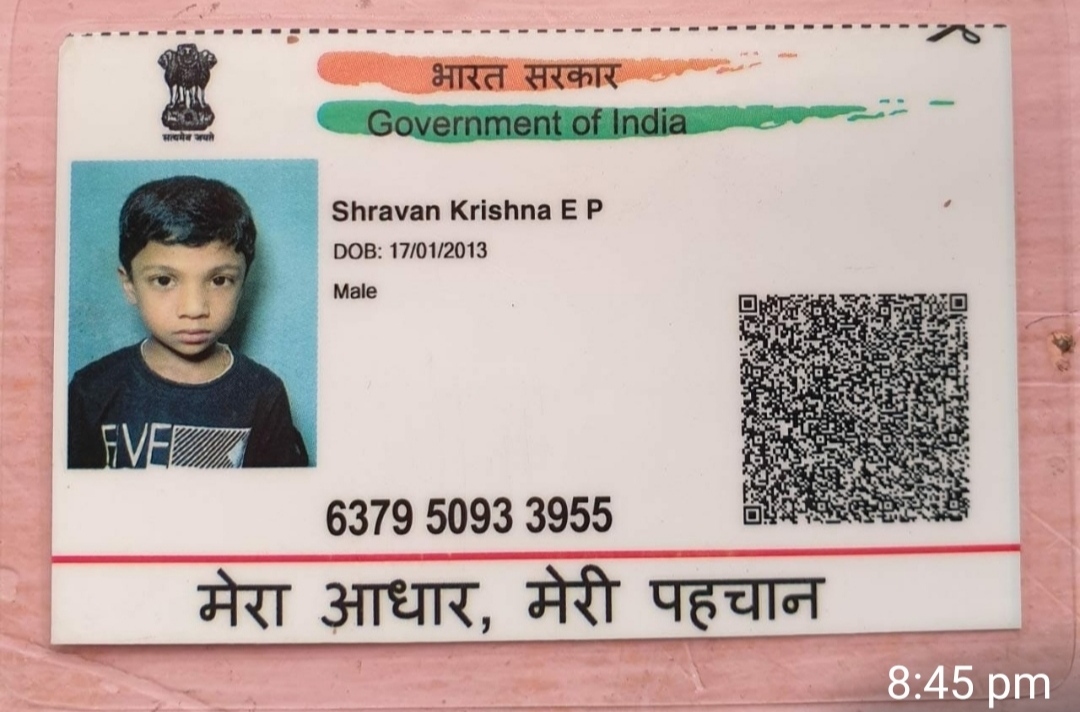 सत्यमेव जयते
भारत सरकार
Government of India
Shravan Krishna E P
DOB: 17/01/2013
Male
FIVE
6379 5093 3955
मेरा आधार, मेरी पहचान
8:45 pm